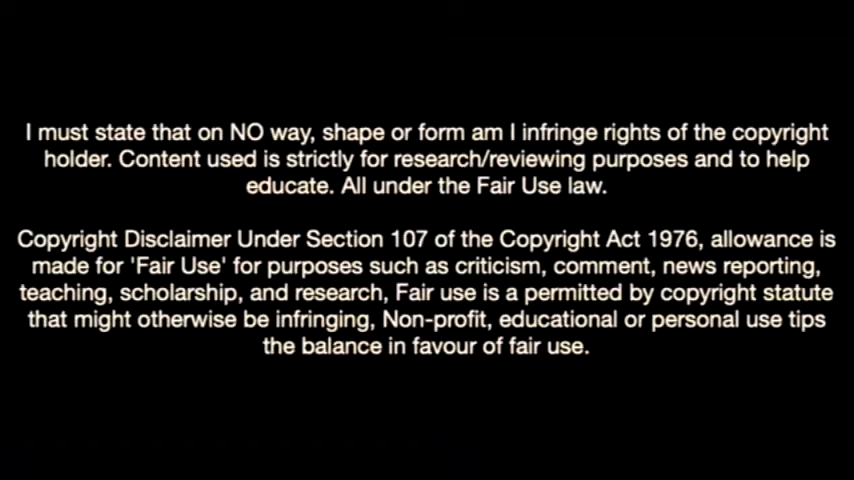 I must state that on NO way, shape or form am I infringe rights of the copyright
holder. Content used is strictly for research/reviewing purposes and to help
educate. All under the Fair Use law.
Copyright Disclaimer Under Section 107 of the Copyright Act 1976, allowance is
made for 'Fair Use' for purposes such as criticism, comment, news reporting,
teaching, scholarship, and research, Fair use is a permitted by copyright statute
that might otherwise be infringing, Non-profit, educational or personal use tips
the balance in favour of fair use.